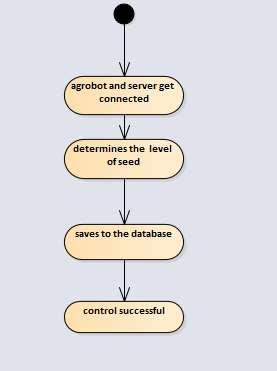 agrobot and server get
connected
determines the level
of seed
saves to the database
control successful